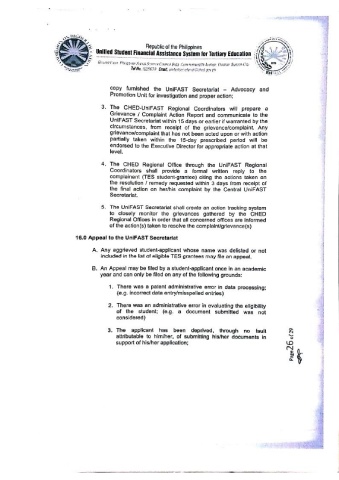 Republic of the Philippines
Unified Student Financial Assistance System for Tertiary Education
copy furnished the UniFAST Secretariat – Advocacy and
Promotion Unit for investigation and proper action;
3. The CHED-UniFAST Regional Coordinators will prepare a
Grievance / Complaint Action Report and communicate to the
UniFAST Secretariat within 15 days or earlier if warranted by the
circumstances, from receipt of the grievance/complaint. Any
grievance/complaint that has not been acted upon or with action
partially taken within the 15-day prescribed period will be
endorsed to the Executive Director for appropriate action at that
level.
4. The CHED Regional Office through the UniFAST Regional
Coordinators shall provide a formal written reply to the
complainant (TES student-grantee) citing the actions taken on
the resolution / remedy requested within 3 days from receipt of
the final action on her/his complaint by the Central UniFAST
Secretariat.
5. The UniFAST Secretariat shall create an action tracking system
to closely monitor the grievances gathered by the CHED
Regional Offices in order that all concerned offices are informed
of the action(s) taken to resolve the complaint/grievance(s)
16.0 Appeal to the UniFAST Secretariat
A. Any aggrieved student-applicant whose name was delisted or not
included in the list of eligible TES grantees may file an appeal.
B. An Appeal may be filed by a student-applicant once in an academic
year and can only be filed on any of the following grounds:
1. There was a patent administrative error in data processing;
(e.g. incorrect data entry/misspelled entries)
2. There was an administrative error in evaluating the eligibility
of the student; (e.g. a document submitted was not
considered)
3. The applicant has been deprived, through no fault
attributable to him/her, of submitting his/her documents in
support of his/her application;
Page 26 of 29